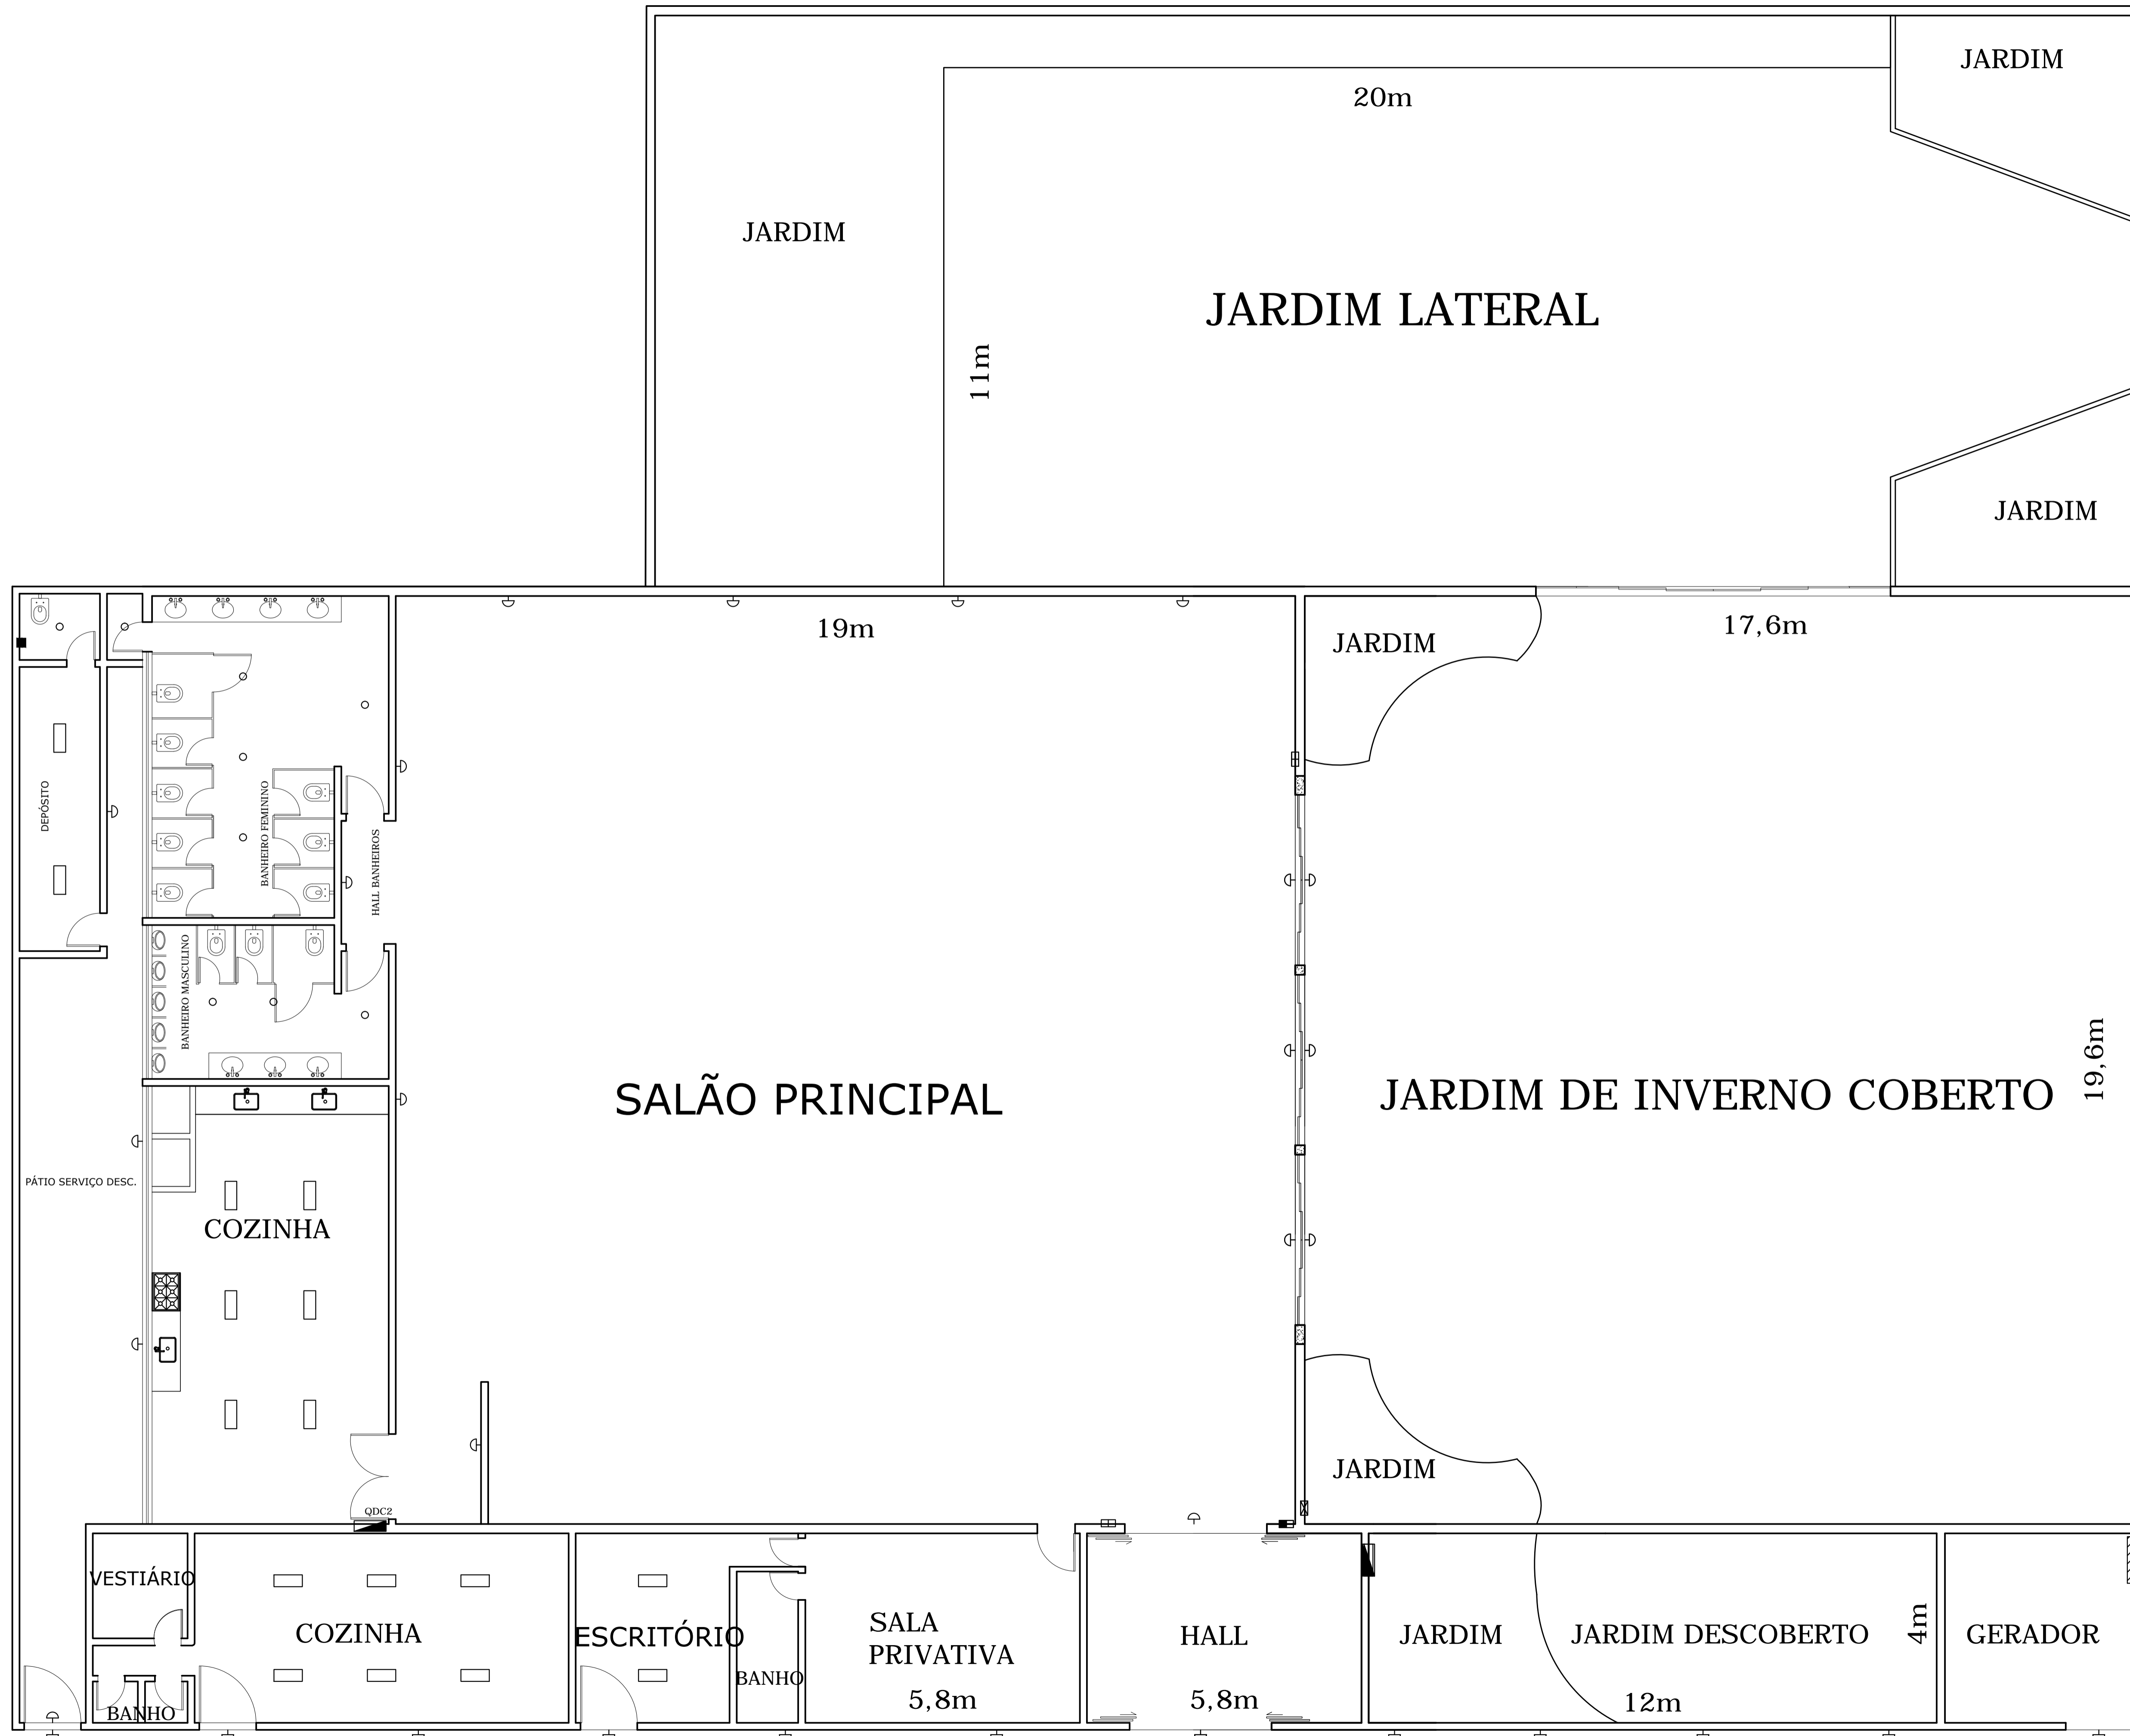 JARDIM
20m
JARDIM
JARDIM LATERAL
11m
JARDIM
19m
17,6m
JARDIM
DEPÓSITO
BANHEIRO FEMININO
HALL BANHEIROS
BANHEIRO MASCULINO
19,6m
SALÃO PRINCIPAL
JARDIM DE INVERNO COBERTO
PÁTIO SERVIÇO DESC.
COZINHA
JARDIM
QDC2
VESTIÁRIO
COZINHA
ESCRITÓRIO
SALA
PRIVATIVA
HALL
JARDIM
JARDIM DESCOBERTO
4m
GERADOR
BANHO
5,8m
5,8m
12m
BANHO